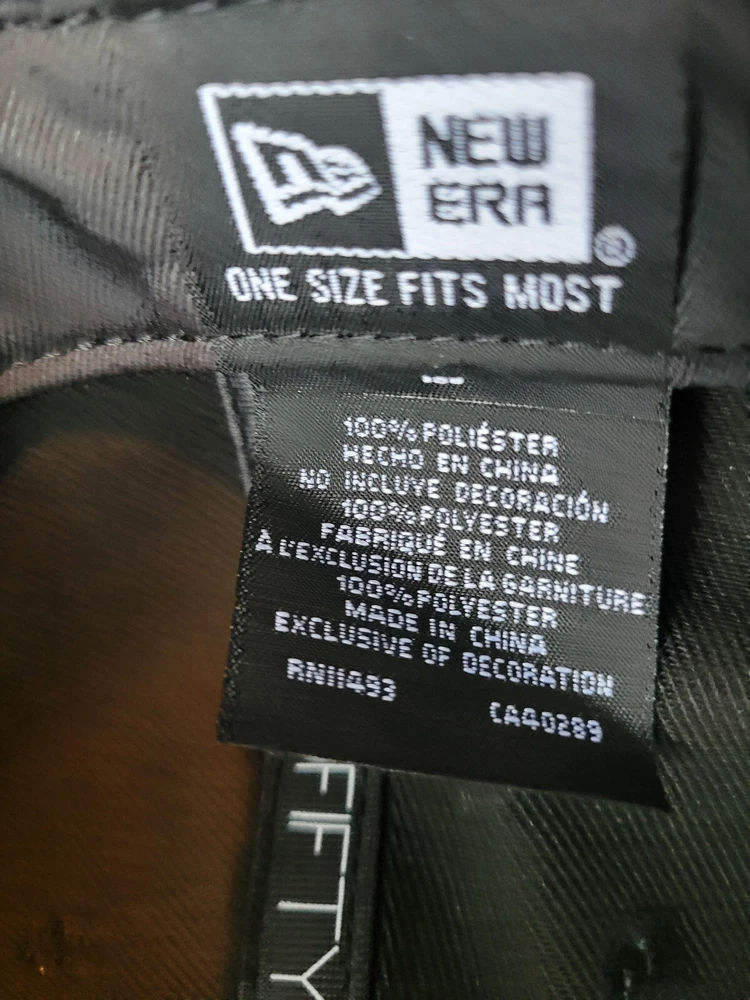 NEW
ERA
®
ONE SIZE FITS MOST
100% POLIÉSTER
HECHO EN CHINA
NO INCLUYE DECORACIÓN
100% POLYESTER
FABRIQUÉ EN CHINE
À L'EXCLUSION DE LA GARNITURE
100% POLYESTER
MADE IN CHINA
EXCLUSIVE OF DECORATION
RN11493
CA40289
FIFTY